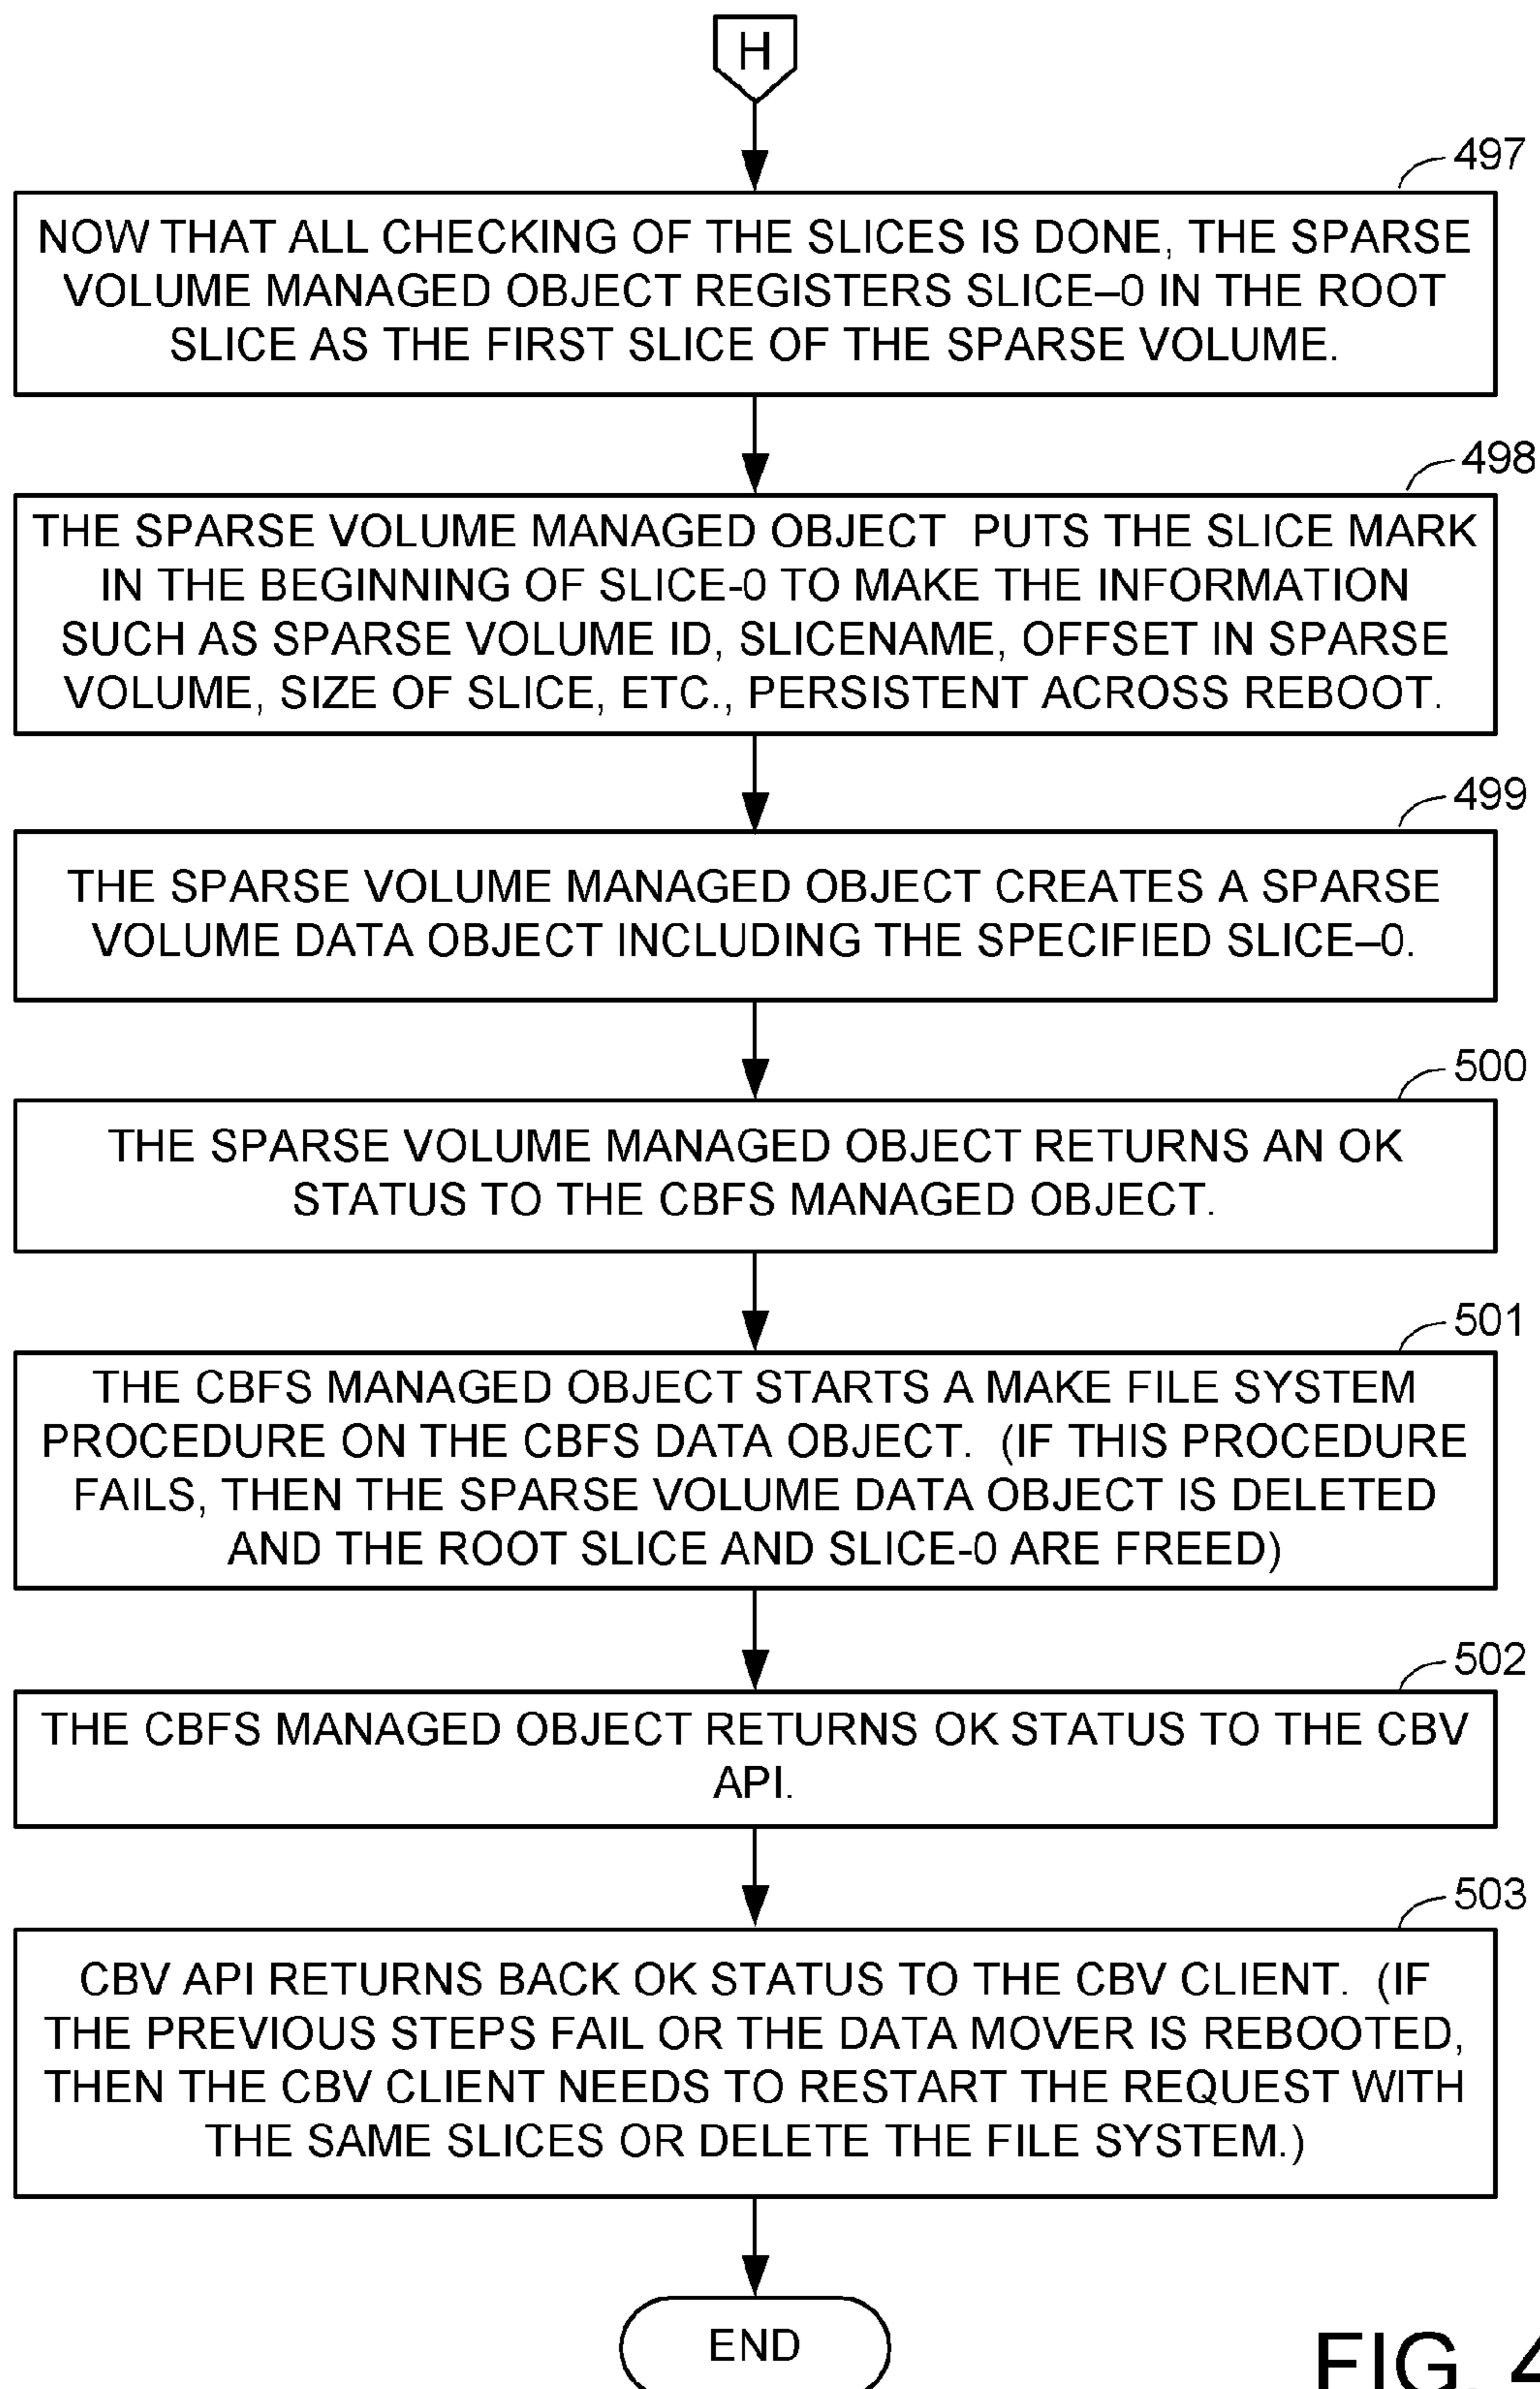 H
497
NOW THAT ALL CHECKING OF THE SLICES IS DONE, THE SPARSE
VOLUME MANAGED OBJECT REGISTERS SLICE–0 IN THE ROOT
SLICE AS THE FIRST SLICE OF THE SPARSE VOLUME.
498
THE SPARSE VOLUME MANAGED OBJECT PUTS THE SLICE MARK
IN THE BEGINNING OF SLICE-0 TO MAKE THE INFORMATION
SUCH AS SPARSE VOLUME ID, SLICENAME, OFFSET IN SPARSE
VOLUME, SIZE OF SLICE, ETC., PERSISTENT ACROSS REBOOT.
499
THE SPARSE VOLUME MANAGED OBJECT CREATES A SPARSE
VOLUME DATA OBJECT INCLUDING THE SPECIFIED SLICE–0.
500
THE SPARSE VOLUME MANAGED OBJECT RETURNS AN OK
STATUS TO THE CBFS MANAGED OBJECT.
501
THE CBFS MANAGED OBJECT STARTS A MAKE FILE SYSTEM
PROCEDURE ON THE CBFS DATA OBJECT. (IF THIS PROCEDURE
FAILS, THEN THE SPARSE VOLUME DATA OBJECT IS DELETED
AND THE ROOT SLICE AND SLICE-0 ARE FREED)
502
THE CBFS MANAGED OBJECT RETURNS OK STATUS TO THE CBV
API.
503
CBV API RETURNS BACK OK STATUS TO THE CBV CLIENT. (IF
THE PREVIOUS STEPS FAIL OR THE DATA MOVER IS REBOOTED,
THEN THE CBV CLIENT NEEDS TO RESTART THE REQUEST WITH
THE SAME SLICES OR DELETE THE FILE SYSTEM.)
END
FIG.